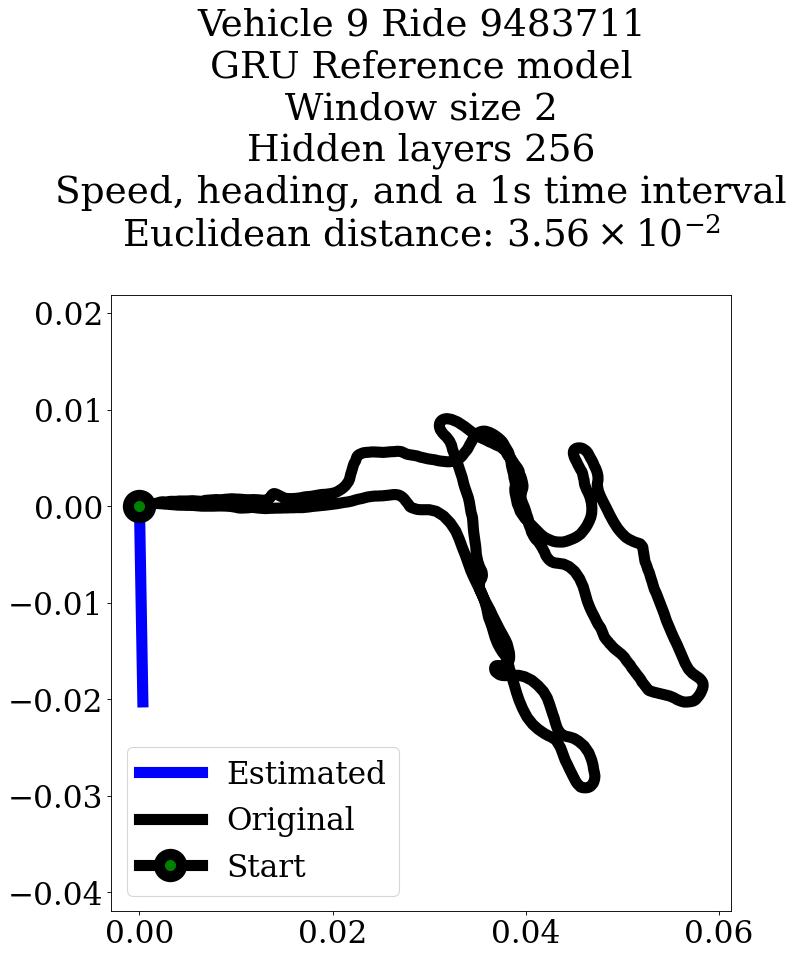 Vehicle 9 Ride 9483711
GRU Reference model
Window size 2
Hidden layers 256
Speed, heading, and a 1s time interval
Euclidean distance: 3.56 × 10⁻²
0.02
0.01
0.00
−0.01
−0.02
−0.03
−0.04
Estimated
Original
Start
0.00 0.02 0.04 0.06